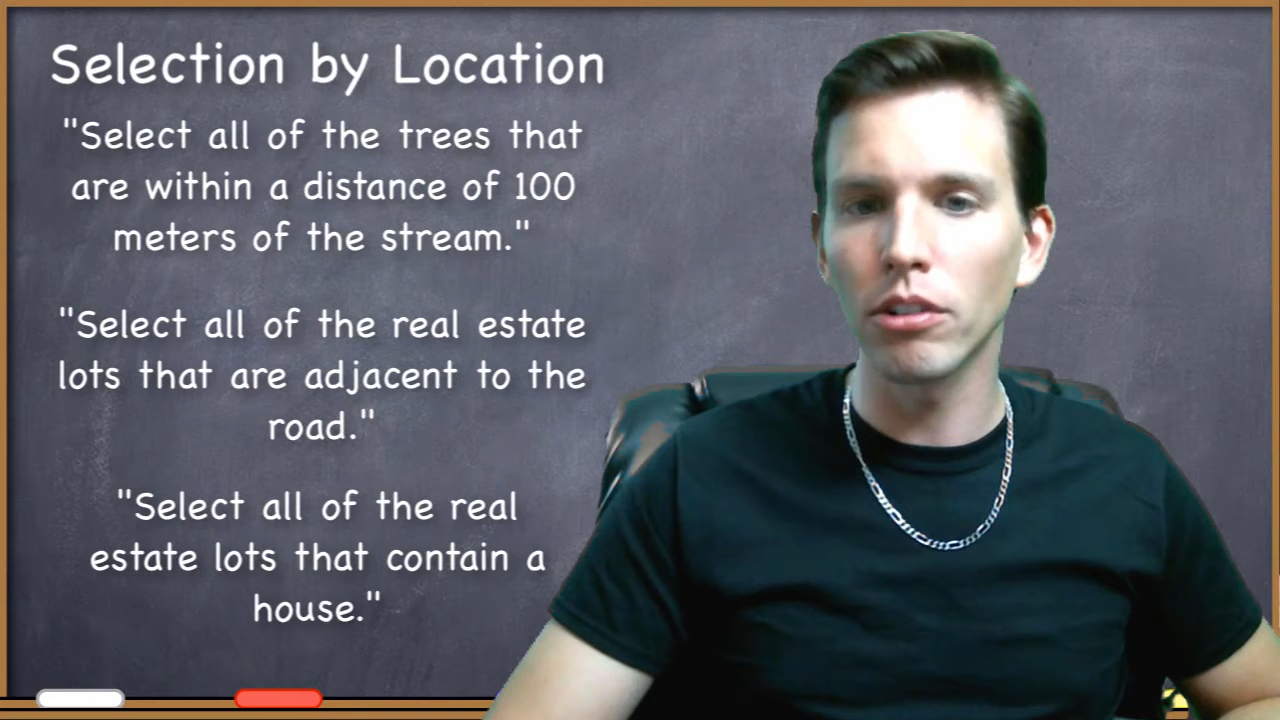 Selection by Location
"Select all of the trees that
are within a distance of 100
meters of the stream."
"Select all of the real estate
lots that are adjacent to the
road."
"Select all of the real
estate lots that contain a
house."